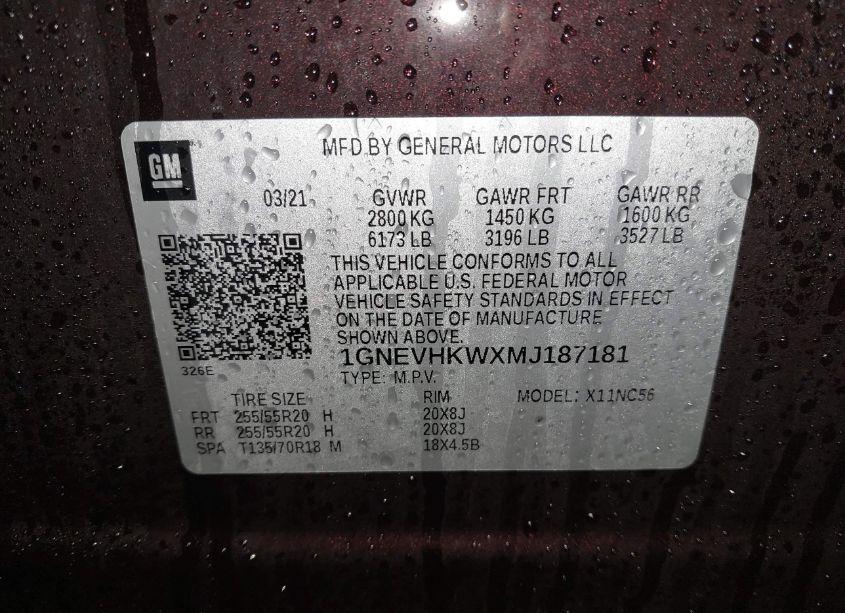 GM
MFD BY GENERAL MOTORS LLC
03/21 GVWR GAWR FRT GAWR RR
2800 KG 1450 KG 1600 KG
6173 LB 3196 LB 3527 LB
THIS VEHICLE CONFORMS TO ALL
APPLICABLE U.S. FEDERAL MOTOR
VEHICLE SAFETY STANDARDS IN EFFECT
ON THE DATE OF MANUFACTURE
SHOWN ABOVE.
1GNEVHKWXMJ187181
326E
TYPE: M.P.V. MODEL: X11NC56
TIRE SIZE RIM
FRT 255/55R20 H 20X8J
RR 255/55R20 H 20X8J
SPA T135/70R18 M 18X4.5B